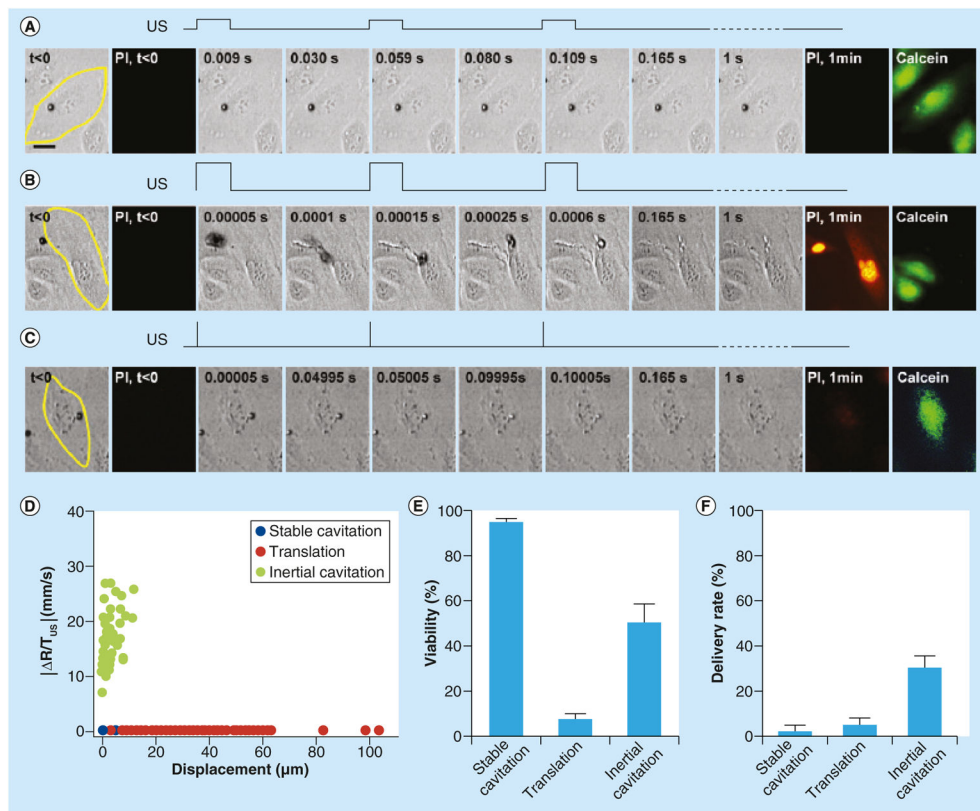 A US
t<0 PI, t<0 0.009 s 0.030 s 0.059 s 0.080 s 0.109 s 0.165 s 1 s PI, 1min Calcein
B US
t<0 PI, t<0 0.00005 s 0.0001 s 0.00015 s 0.00025 s 0.0006 s 0.165 s 1 s PI, 1min Calcein
C US
t<0 PI, t<0 0.00005 s 0.04995 s 0.05005 s 0.09995 s 0.10005 s 0.165 s 1 s PI, 1min Calcein
D
|ΔR/T_US| (mm/s)
40
30
20
10
0
0 20 40 60 80 100
Displacement (µm)
Stable cavitation
Translation
Inertial cavitation
E
Viability (%)
100
80
60
40
20
0
Stable cavitation
Translation
Inertial cavitation
F
Delivery rate (%)
100
80
60
40
20
0
Stable cavitation
Translation
Inertial cavitation